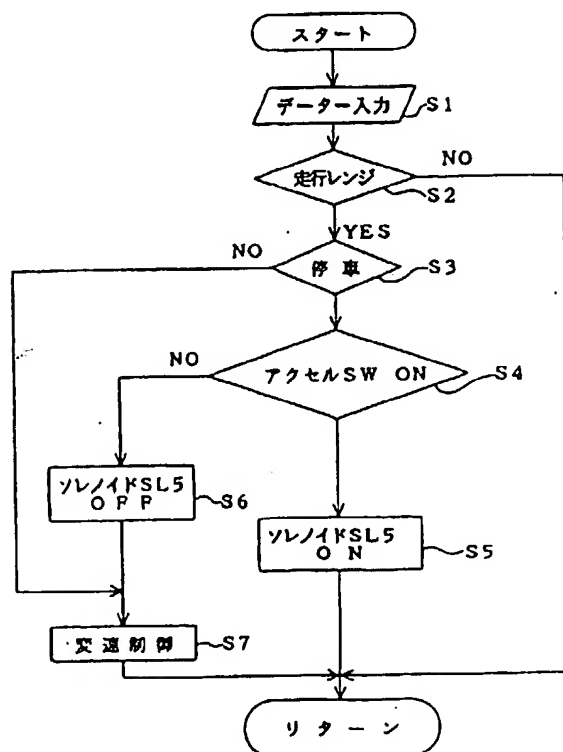 スタート
データー入力
S1
走行レンジ
NO
S2
YES
NO
停車
S3
NO
アクセルSW ON
S4
ソレノイドSL5
OFF
S6
ソレノイドSL5
ON
S5
変速制御
S7
リターン